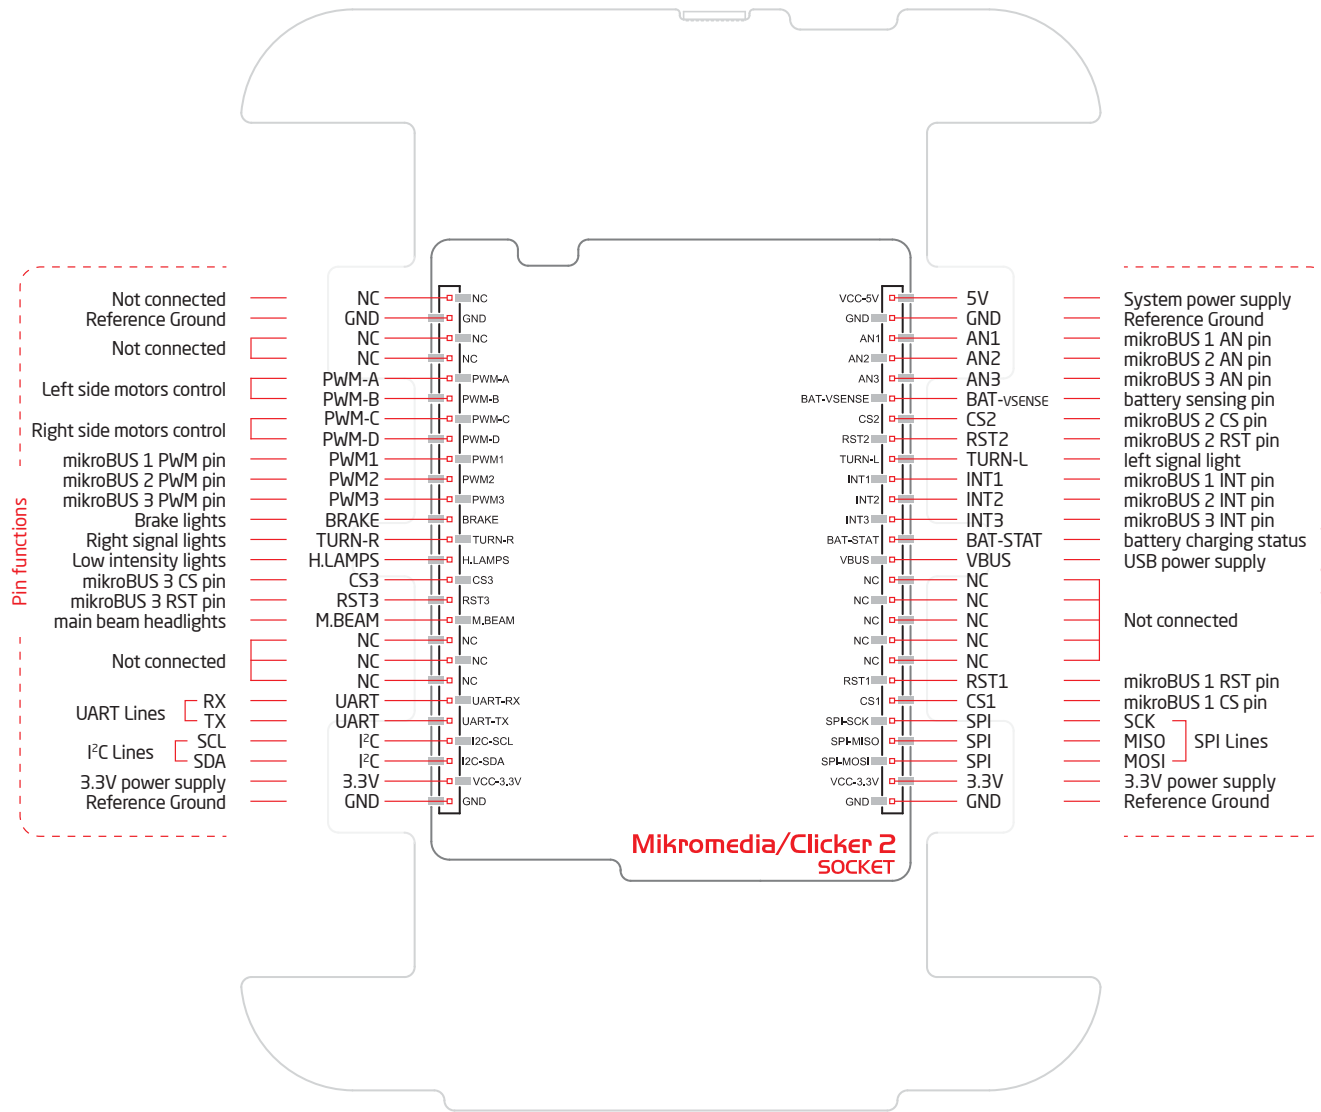 Pin functions
Not connected NC NC VCC-5V 5V System power supply
Reference Ground GND GND GND GND Reference Ground
NC NC AN1 AN1 mikroBUS 1 AN pin
Not connected
NC NC AN2 AN2 mikroBUS 2 AN pin
PWM-A PWM-A AN3 AN3 mikroBUS 3 AN pin
Left side motors control
PWM-B PWM-B BAT-VSENSE BAT-VSENSE battery sensing pin
PWM-C PWM-C CS2 CS2 mikroBUS 2 CS pin
Right side motors control
PWM-D PWM-D RST2 RST2 mikroBUS 2 RST pin
mikroBUS 1 PWM pin PWM1 PWM1 TURN-L TURN-L left signal light
mikroBUS 2 PWM pin PWM2 PWM2 INT1 INT1 mikroBUS 1 INT pin
mikroBUS 3 PWM pin PWM3 PWM3 INT2 INT2 mikroBUS 2 INT pin
Brake lights BRAKE BRAKE INT3 INT3 mikroBUS 3 INT pin
Right signal lights TURN-R TURN-R BAT-STAT BAT-STAT battery charging status
Low intensity lights H.LAMPS H.LAMPS VBUS VBUS USB power supply
mikroBUS 3 CS pin CS3 CS3 NC NC
mikroBUS 3 RST pin RST3 RST3 NC NC
main beam headlights M.BEAM M.BEAM NC NC Not connected
NC NC NC NC
Not connected NC NC NC NC
NC NC RST1 RST1 mikroBUS 1 RST pin
RX UART UART-RX CS1 CS1 mikroBUS 1 CS pin
UART Lines
TX UART UART-TX SPI-SCK SPI SCK
SCL I²C I2C-SCL SPI-MISO SPI MISO SPI Lines
I²C Lines
SDA I²C I2C-SDA SPI-MOSI SPI MOSI
3.3V power supply 3.3V VCC-3.3V VCC-3.3V 3.3V 3.3V power supply
Reference Ground GND GND GND GND Reference Ground
Mikromedia/Clicker 2
SOCKET